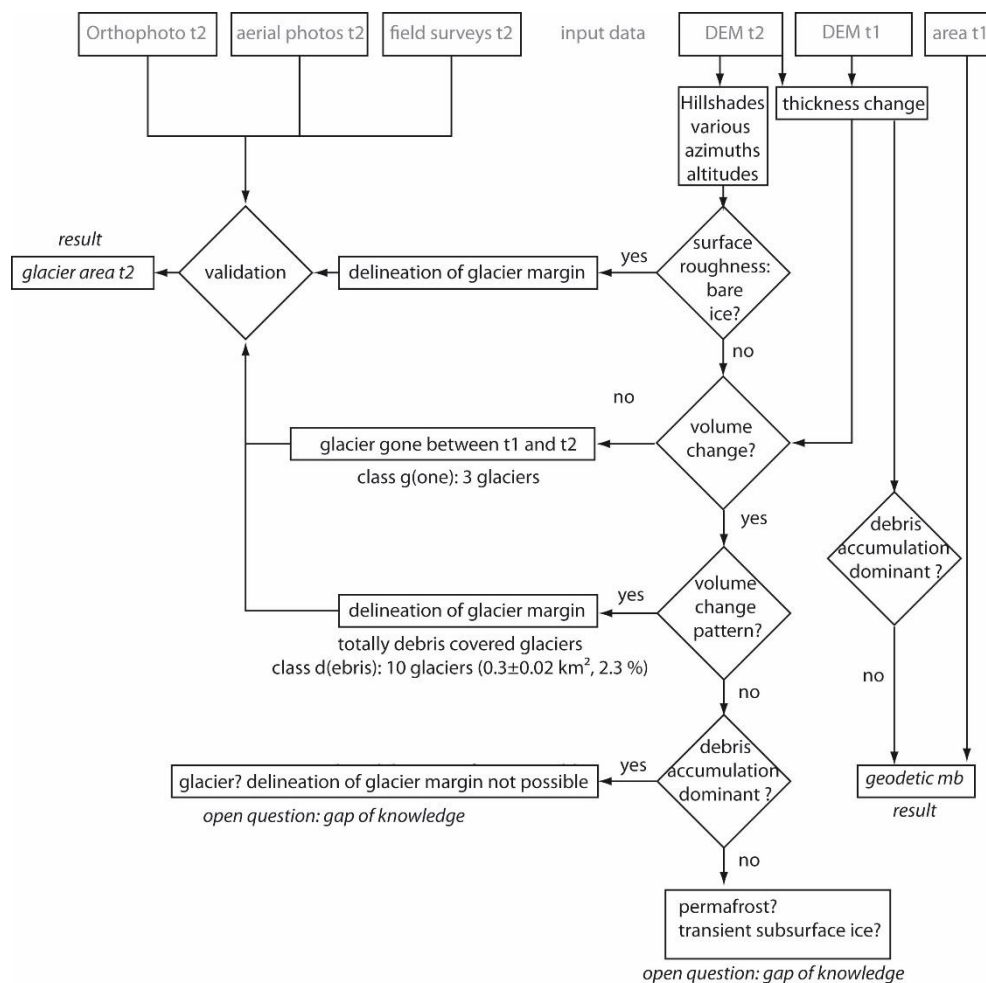 Orthophoto t2
aerial photos t2
field surveys t2
input data
DEM t2
DEM t1
area t1
Hillshades
various
azimuths
altitudes
thickness change
result
glacier area t2
validation
delineation of glacier margin
yes
surface
roughness:
bare
ice?
no
no
glacier gone between t1 and t2
class g(one): 3 glaciers
volume
change?
yes
debris
accumulation
dominant ?
delineation of glacier margin
yes
volume
change
pattern?
totally debris covered glaciers
class d(ebris): 10 glaciers (0.3±0.02 km², 2.3 %)
no
no
glacier? delineation of glacier margin not possible
yes
debris
accumulation
dominant ?
geodetic mb
result
open question: gap of knowledge
no
permafrost?
transient subsurface ice?
open question: gap of knowledge